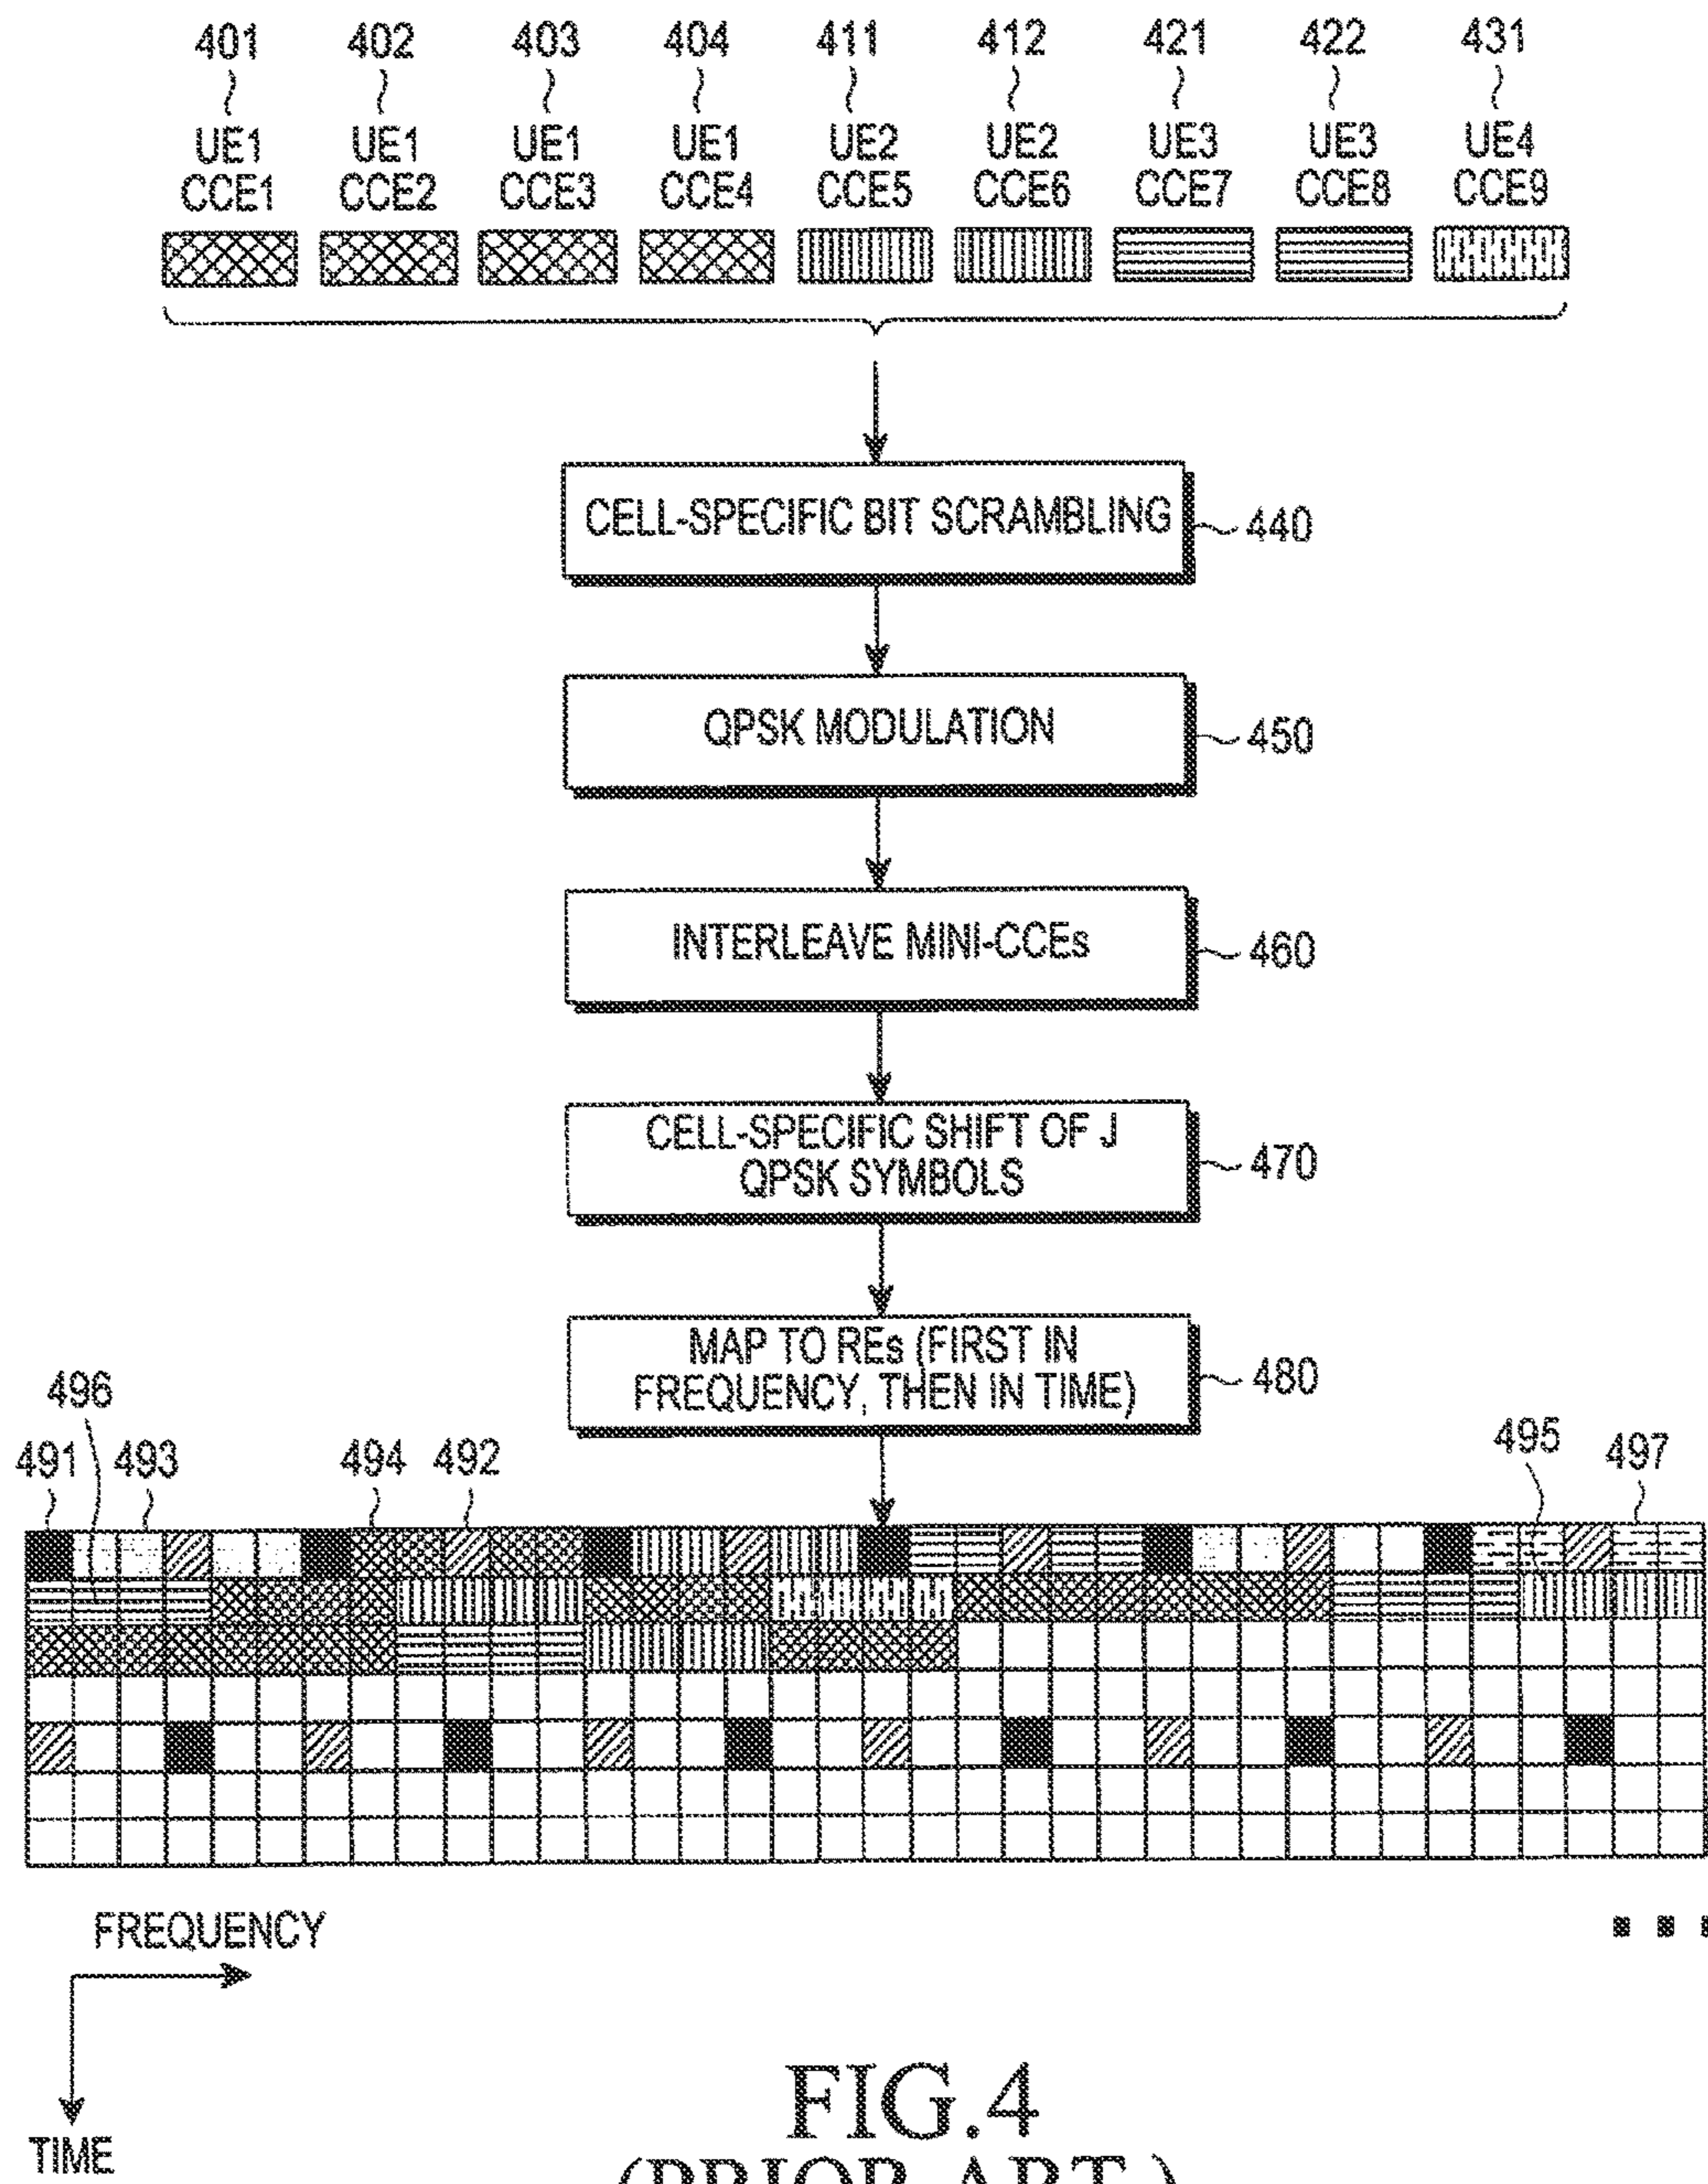 401 402 403 404 411 412 421 422 431
UE1 UE1 UE1 UE1 UE2 UE2 UE3 UE3 UE4
CCE1 CCE2 CCE3 CCE4 CCE5 CCE6 CCE7 CCE8 CCE9
CELL-SPECIFIC BIT SCRAMBLING
440
QPSK MODULATION
450
INTERLEAVE MINI-CCEs
460
CELL-SPECIFIC SHIFT OF J
QPSK SYMBOLS
470
MAP TO REs (FIRST IN
FREQUENCY, THEN IN TIME)
480
496
491 493 494 492 495 497
FREQUENCY
TIME
FIG.4
(PRIOR ART)